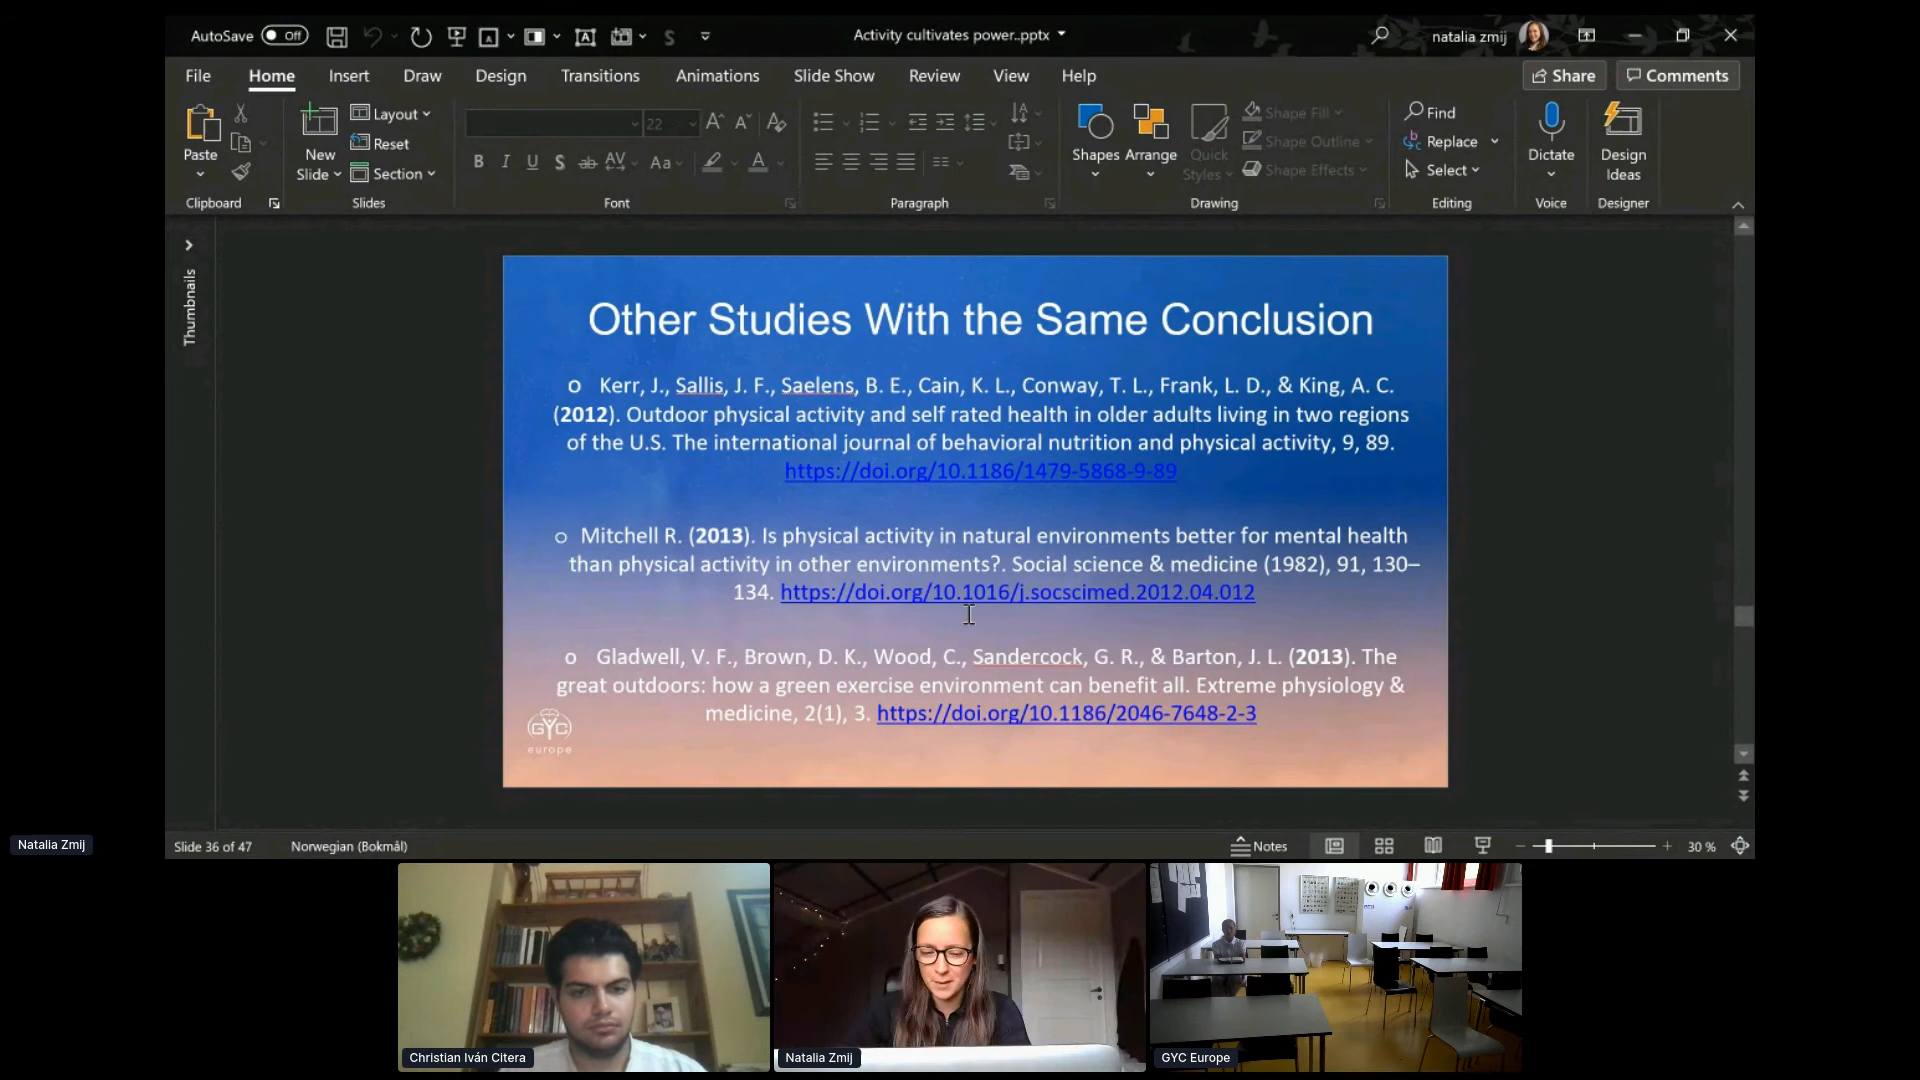 AutoSave Off
Activity cultivates power..pptx
natalia zmij
File Home Insert Draw Design Transitions Animations Slide Show Review View Help Share Comments
Paste
New Slide
Layout
Reset
Section
22
B I U S ab AV Aa A
Shapes
Arrange
Quick Styles
Shape Fill
Shape Outline
Shape Effects
Find
Replace
Select
Dictate
Design Ideas
Clipboard Slides Font Paragraph Drawing Editing Voice Designer
Thumbnails
Other Studies With the Same Conclusion
o Kerr, J., Sallis, J. F., Saelens, B. E., Cain, K. L., Conway, T. L., Frank, L. D., & King, A. C.
(2012). Outdoor physical activity and self rated health in older adults living in two regions
of the U.S. The international journal of behavioral nutrition and physical activity, 9, 89.
https://doi.org/10.1186/1479-5868-9-89
o Mitchell R. (2013). Is physical activity in natural environments better for mental health
than physical activity in other environments?. Social science & medicine (1982), 91, 130–
134. https://doi.org/10.1016/j.socscimed.2012.04.012
o Gladwell, V. F., Brown, D. K., Wood, C., Sandercock, G. R., & Barton, J. L. (2013). The
great outdoors: how a green exercise environment can benefit all. Extreme physiology &
medicine, 2(1), 3. https://doi.org/10.1186/2046-7648-2-3
GYC
europe
Natalia Zmij
Slide 36 of 47 Norwegian (Bokmål) Notes 30 %
Christian Iván Citera
Natalia Zmij
GYC Europe